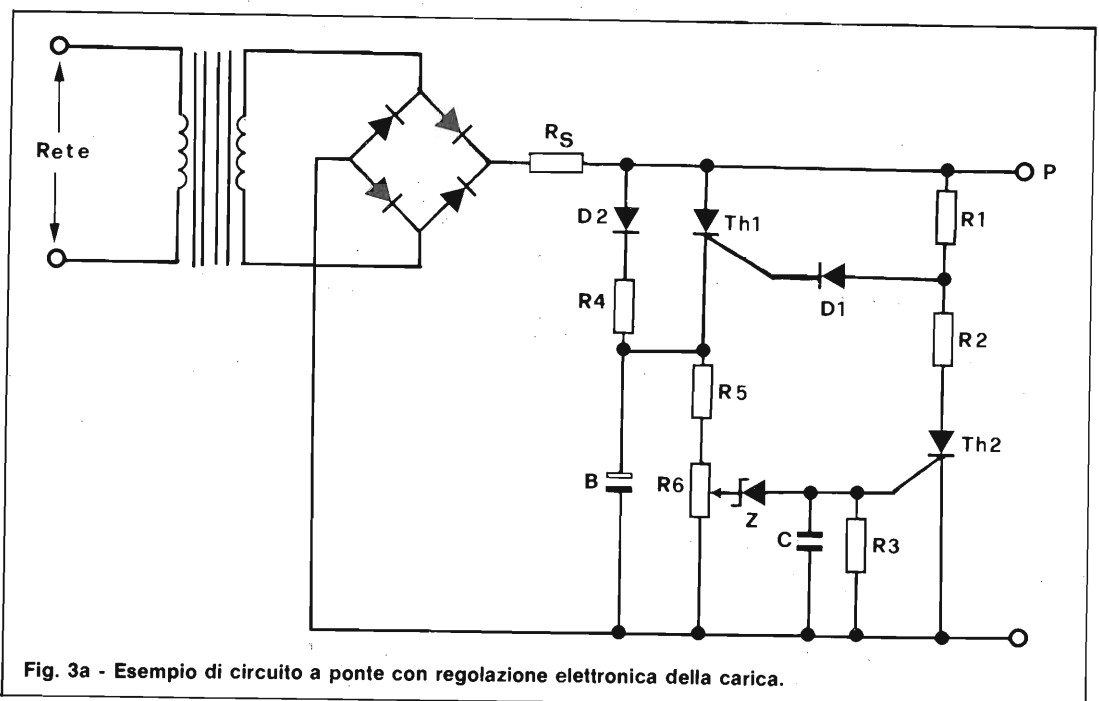 Rete
RS
P
D2
Th1
R1
D1
R4
R2
R5
Th2
B
R6
Z
C
R3
Fig. 3a - Esempio di circuito a ponte con regolazione elettronica della carica.